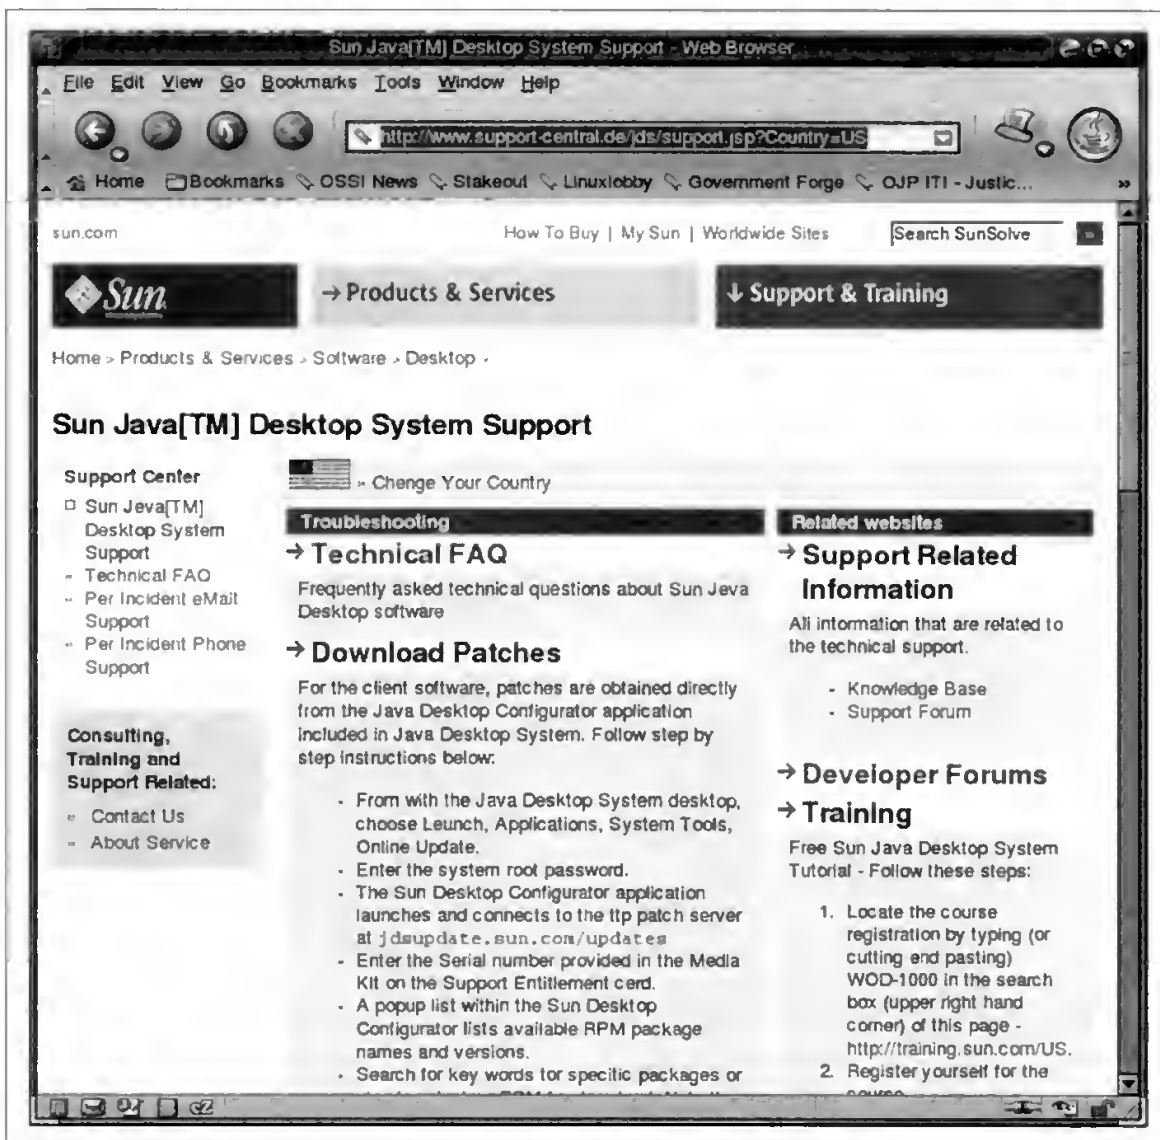 Sun Java[TM] Desktop System Support - Web Browser
File Edit View Go Bookmarks Tools Window Help
http://www.support-central.de/jds/support.jsp?Country=US
Home Bookmarks OSSI News Stakeout Linuxlobby Government Forge OJP ITI - Justic... »
sun.com How To Buy | My Sun | Worldwide Sites Search SunSolve
Sun → Products & Services ↓ Support & Training
Home > Products & Services > Software > Desktop >
Sun Java[TM] Desktop System Support
Support Center
Sun Java[TM]
Desktop System
Support
» Technical FAQ
» Per Incident eMail
Support
» Per Incident Phone
Support
Consulting,
Training and
Support Related:
» Contact Us
» About Service
» Change Your Country
Troubleshooting
→ Technical FAQ
Frequently asked technical questions about Sun Java
Desktop software
→ Download Patches
For the client software, patches are obtained directly
from the Java Desktop Configurator application
included in Java Desktop System. Follow step by
step instructions below:
- From with the Java Desktop System desktop,
choose Launch, Applications, System Tools,
Online Update.
- Enter the system root password.
- The Sun Desktop Configurator application
launches and connects to the ftp patch server
at jdsupdate.sun.com/updates
- Enter the Serial number provided in the Media
Kit on the Support Entitlement card.
- A popup list within the Sun Desktop
Configurator lists available RPM package
names and versions.
- Search for key words for specific packages or
Related websites
→ Support Related
Information
All information that are related to
the technical support.
- Knowledge Base
- Support Forum
→ Developer Forums
→ Training
Free Sun Java Desktop System
Tutorial - Follow these steps:
1. Locate the course
registration by typing (or
cutting and pasting)
WOD-1000 in the search
box (upper right hand
corner) of this page -
http://training.sun.com/US.
2. Register yourself for the